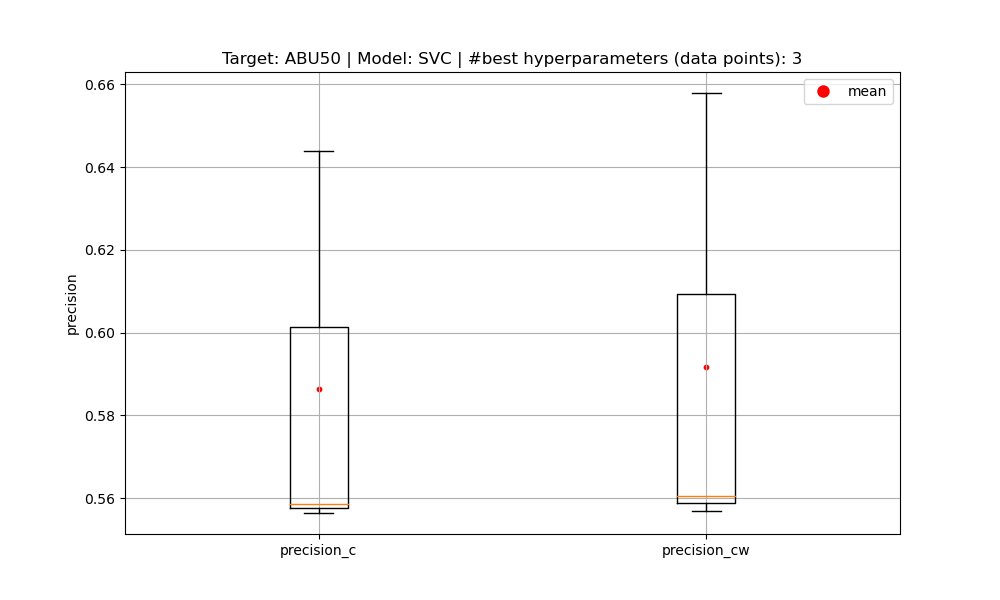 Target: ABU50 | Model: SVC | #best hyperparameters (data points): 3
mean
0.66
0.64
0.62
0.60
0.58
0.56
precision
precision_c
precision_cw